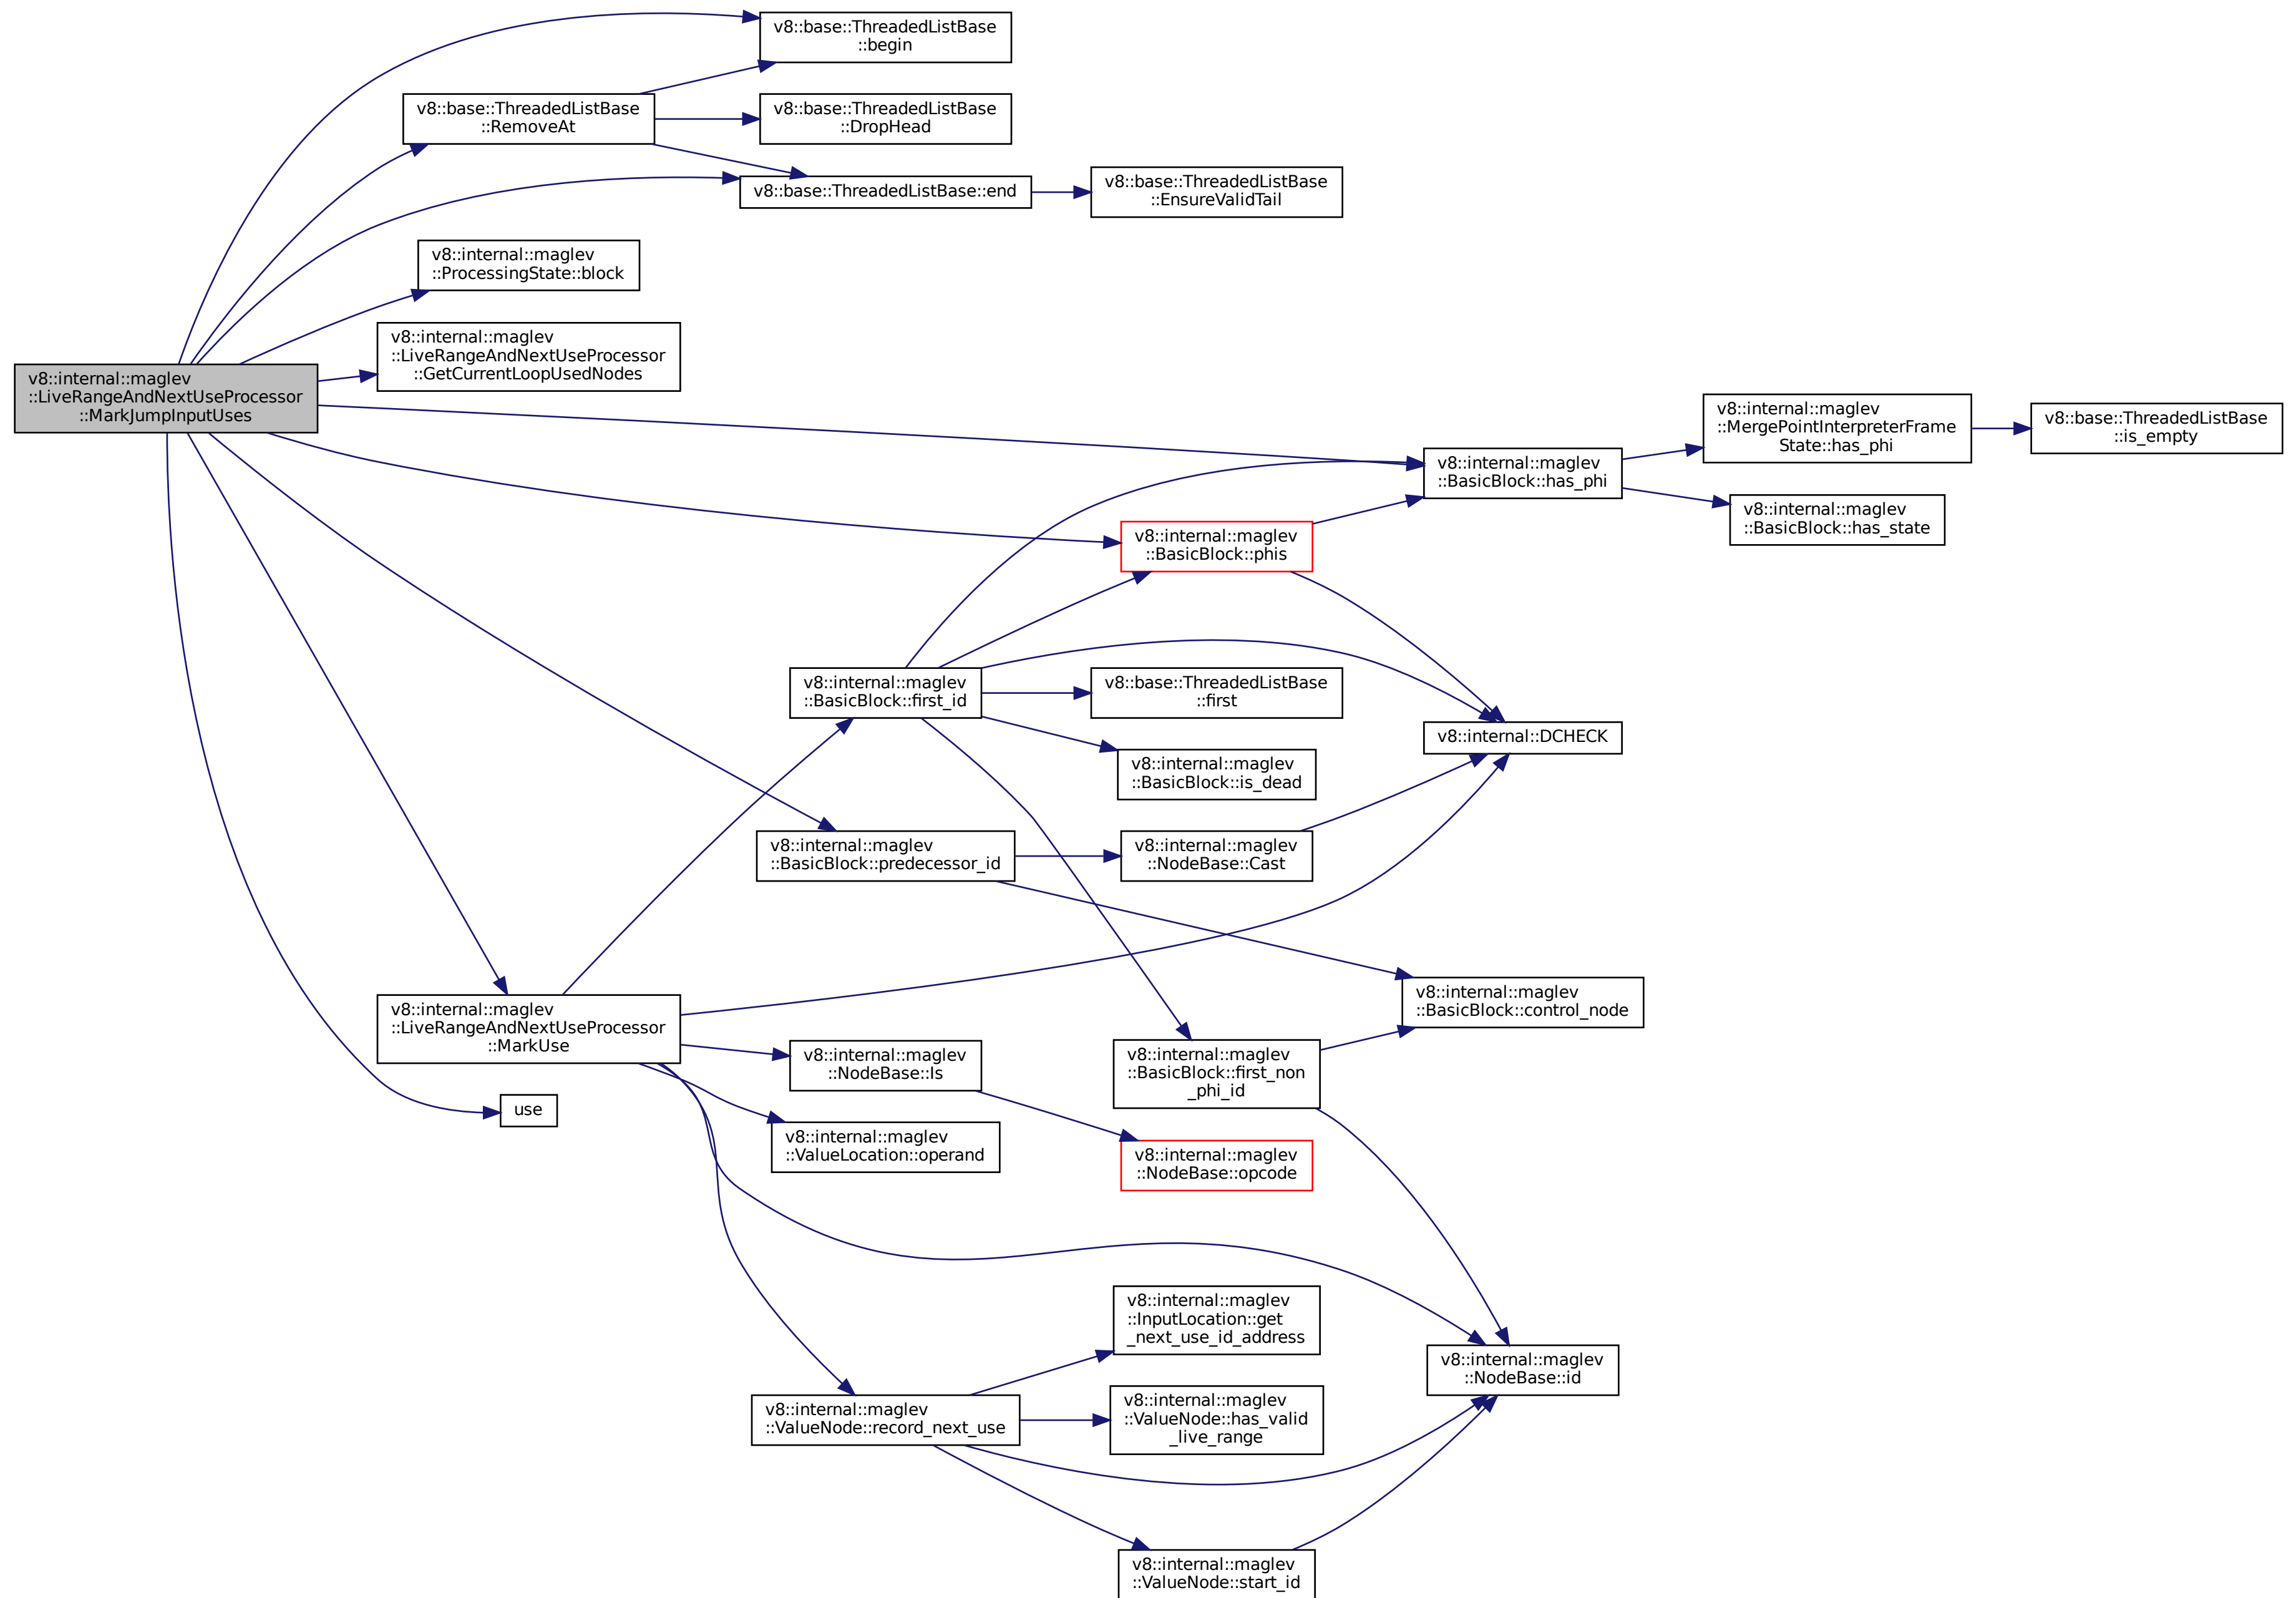 v8::base::ThreadedListBase
::begin
v8::base::ThreadedListBase
::RemoveAt
v8::base::ThreadedListBase
::DropHead
v8::base::ThreadedListBase::end
v8::base::ThreadedListBase
::EnsureValidTail
v8::internal::maglev
::ProcessingState::block
v8::internal::maglev
::LiveRangeAndNextUseProcessor
::GetCurrentLoopUsedNodes
v8::internal::maglev
::LiveRangeAndNextUseProcessor
::MarkJumpInputUses
v8::internal::maglev
::MergePointInterpreterFrame
State::has_phi
v8::base::ThreadedListBase
::is_empty
v8::internal::maglev
::BasicBlock::has_phi
v8::internal::maglev
::BasicBlock::has_state
v8::internal::maglev
::BasicBlock::phis
v8::internal::maglev
::BasicBlock::first_id
v8::base::ThreadedListBase
::first
v8::internal::DCHECK
v8::internal::maglev
::BasicBlock::is_dead
v8::internal::maglev
::BasicBlock::predecessor_id
v8::internal::maglev
::NodeBase::Cast
v8::internal::maglev
::BasicBlock::control_node
v8::internal::maglev
::LiveRangeAndNextUseProcessor
::MarkUse
v8::internal::maglev
::NodeBase::Is
v8::internal::maglev
::BasicBlock::first_non
_phi_id
use
v8::internal::maglev
::ValueLocation::operand
v8::internal::maglev
::NodeBase::opcode
v8::internal::maglev
::InputLocation::get
_next_use_id_address
v8::internal::maglev
::NodeBase::id
v8::internal::maglev
::ValueNode::record_next_use
v8::internal::maglev
::ValueNode::has_valid
_live_range
v8::internal::maglev
::ValueNode::start_id